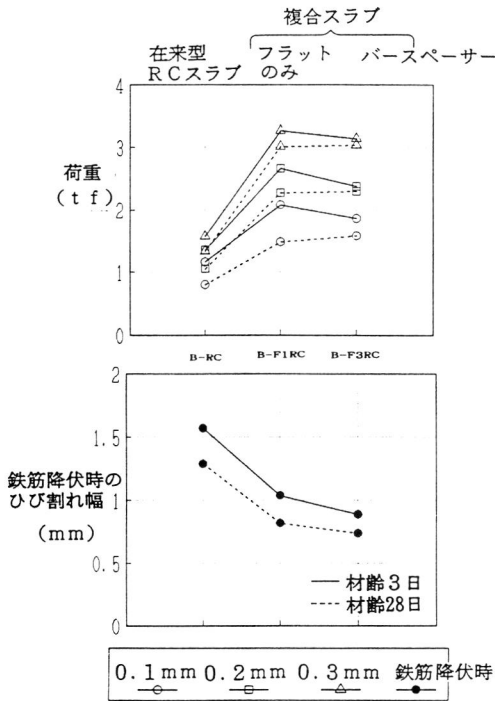 複合スラブ
在来型 フラット バースペーサー
RCスラブ のみ
4
3
荷重
(tf)
2
1
0
B-RC B-F1RC B-F3RC
2
1.5
鉄筋降伏時の
ひび割れ幅
(mm)
1
0.5
材齢3日
材齢28日
0
0.1mm 0.2mm 0.3mm 鉄筋降伏時